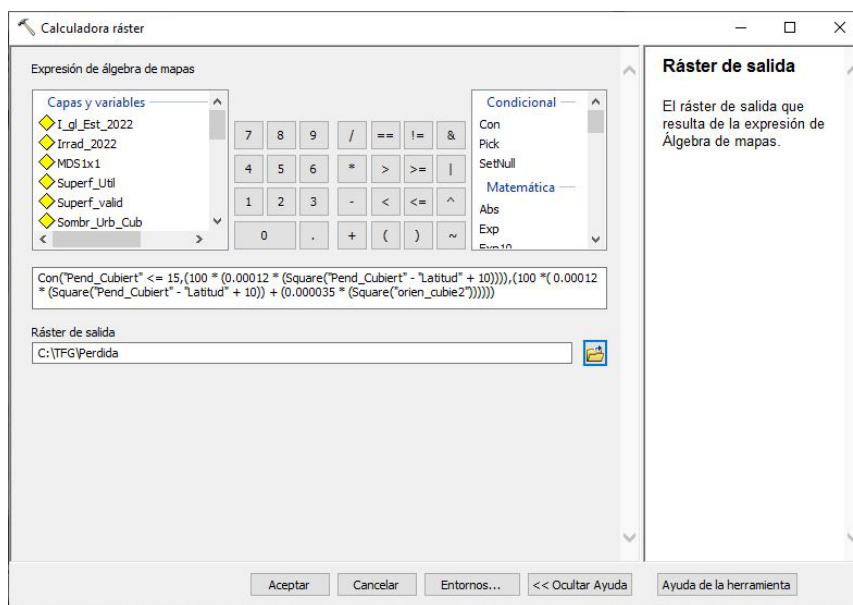 Calculadora ráster
Expresión de álgebra de mapas
Capas y variables
I_gl_Est_2022
Irrad_2022
MDS1x1
Superf_Util
Superf_valid
Sombr_Urb_Cub
7 8 9 / == != &
4 5 6 * > >= |
1 2 3 - < <= ^
0 . + ( ) ~
Condicional
Con
Pick
SetNull
Matemática
Abs
Exp
Exp10
Con("Pend_Cubiert" <= 15,(100 * (0.00012 * (Square("Pend_Cubiert" - "Latitud" + 10)))),(100 *( 0.00012
* (Square("Pend_Cubiert" - "Latitud" + 10)) + (0.000035 * (Square("orien_cubie2"))))))
Ráster de salida
C:\TFG\Perdida
Aceptar
Cancelar
Entornos...
<< Ocultar Ayuda
Ráster de salida
El ráster de salida que
resulta de la expresión de
Álgebra de mapas.
Ayuda de la herramienta